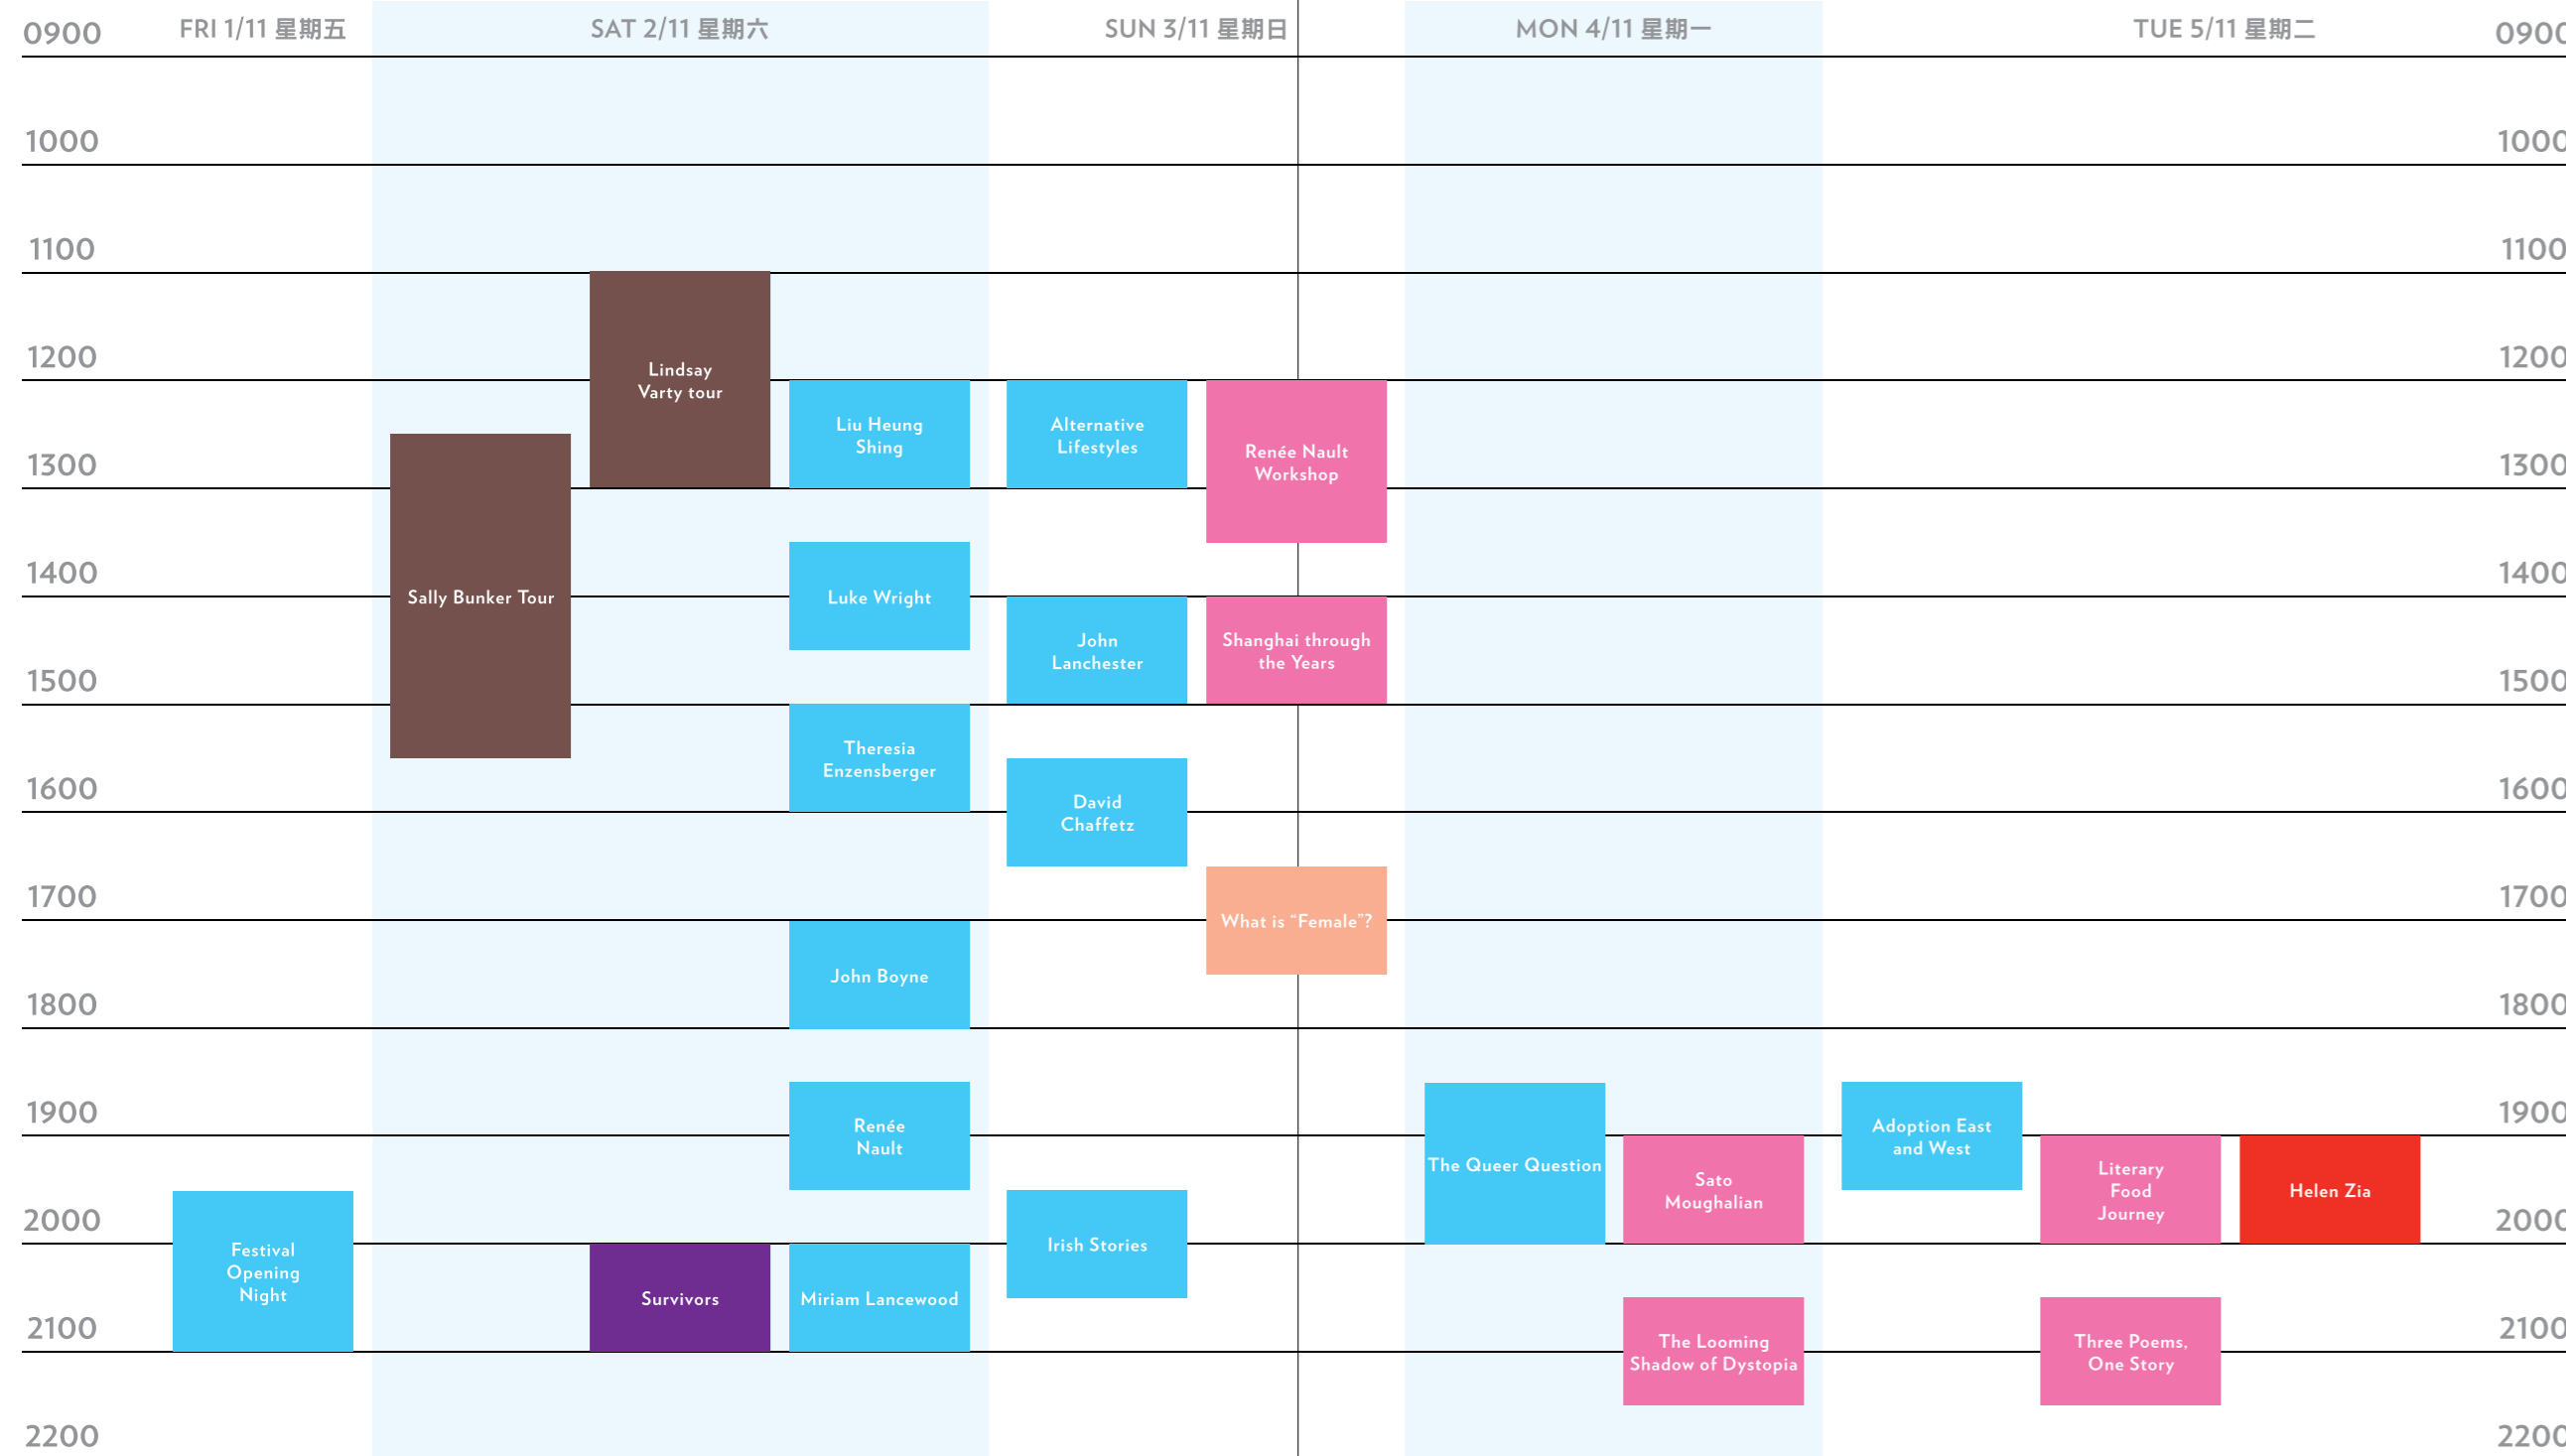 0900
FRI 1/11 星期五
SAT 2/11 星期六
SUN 3/11 星期日
MON 4/11 星期一
TUE 5/11 星期二
0900
1000
1000
1100
1100
1200
1200
Lindsay
Varty tour
Liu Heung
Shing
Alternative
Lifestyles
Renée Nault
Workshop
1300
1300
1400
1400
Sally Bunker Tour
Luke Wright
John
Lanchester
Shanghai through
the Years
1500
1500
Theresia
Enzensberger
1600
1600
David
Chaffetz
1700
1700
What is “Female”?
John Boyne
1800
1800
1900
1900
Renée
Nault
The Queer Question
Sato
Moughalian
Adoption East
and West
Literary
Food
Journey
Helen Zia
2000
2000
Festival
Opening
Night
Survivors
Miriam Lancewood
Irish Stories
2100
2100
The Looming
Shadow of Dystopia
Three Poems,
One Story
2200
2200